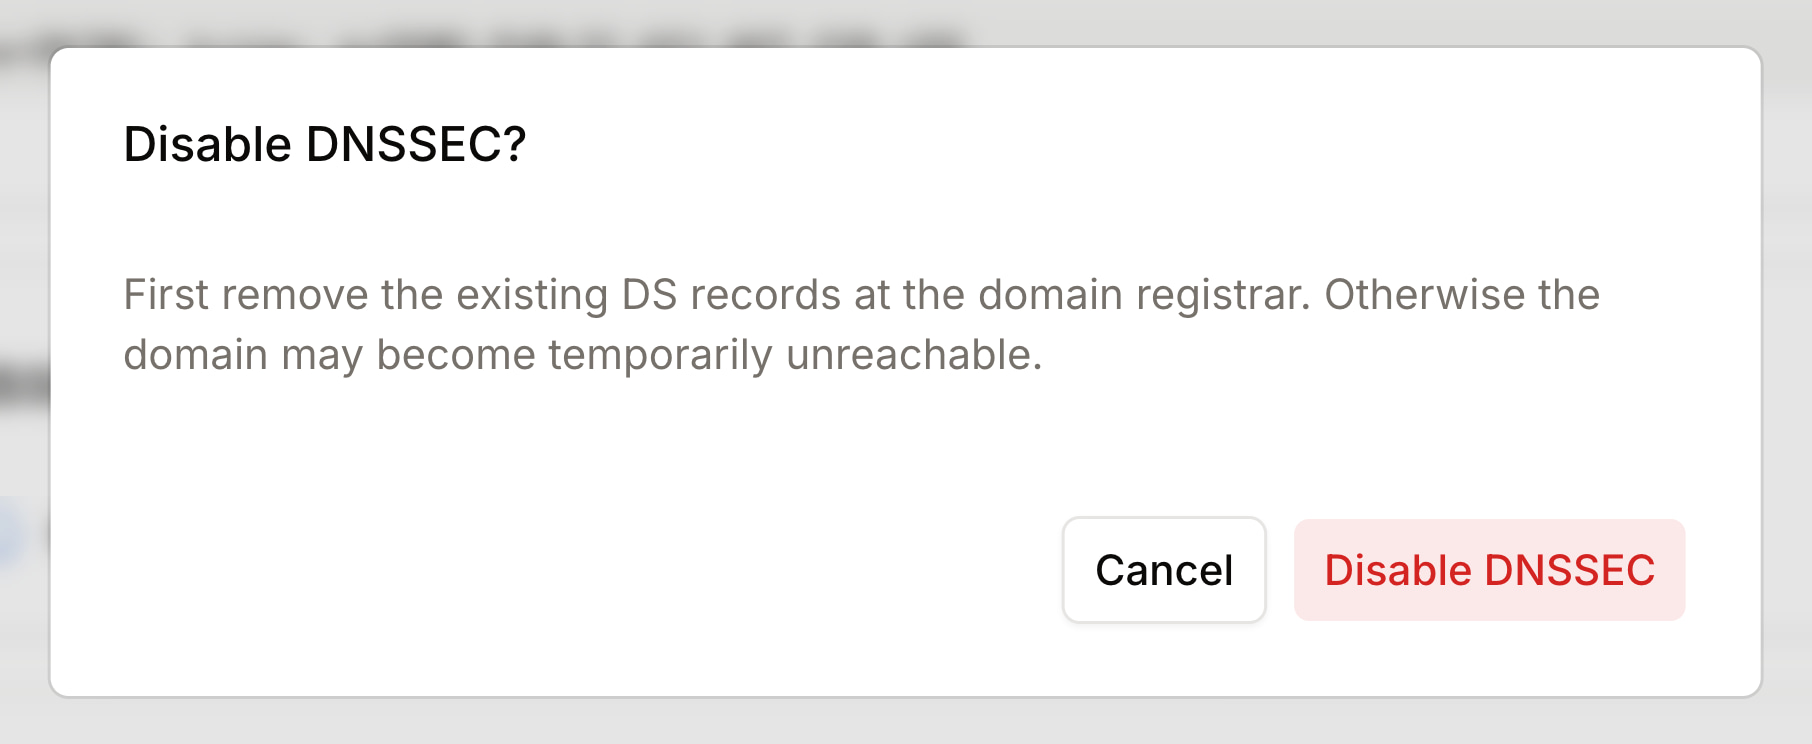 Disable DNSSEC?
First remove the existing DS records at the domain registrar. Otherwise the
domain may become temporarily unreachable.
Cancel
Disable DNSSEC